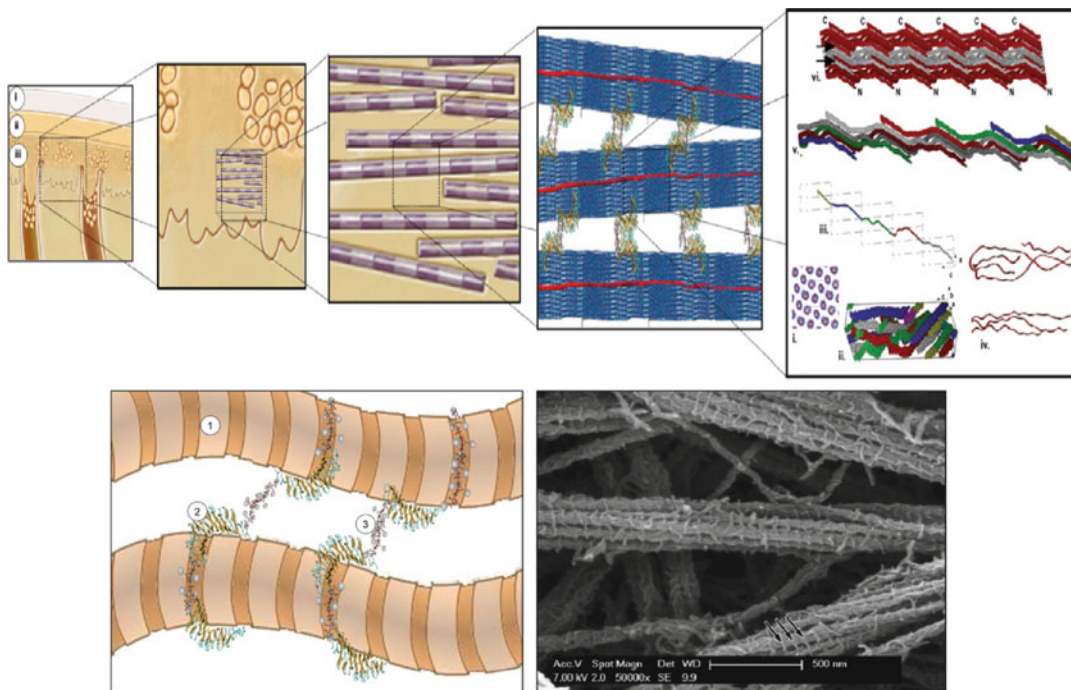 i
ii
iii
C C C C C C
vi.
N N N N N N
v.
iii.
i.
ii.
iv.
1
2
3
Acc.V Spot Magn Det WD
7.00 kV 2.0 50000x SE 9.9
500 nm